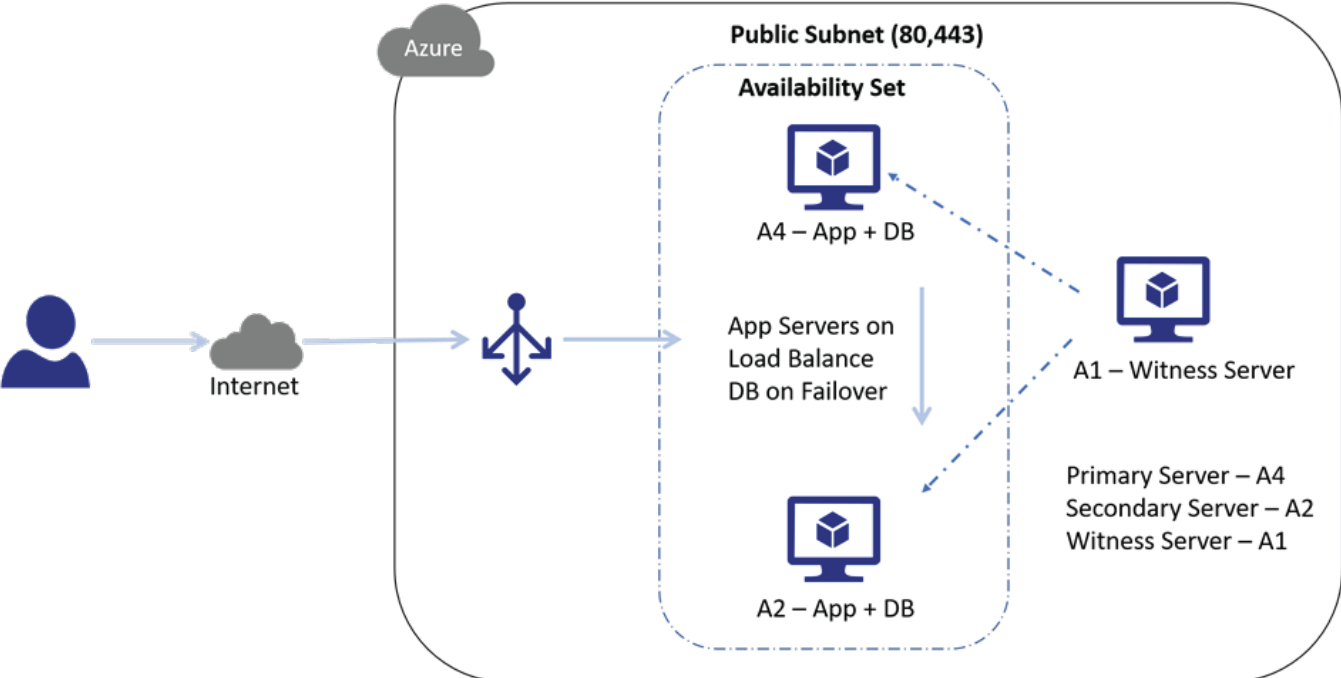 Azure
Public Subnet (80,443)
Availability Set
A4 – App + DB
Internet
App Servers on
Load Balance
DB on Failover
A1 – Witness Server
Primary Server – A4
Secondary Server – A2
Witness Server – A1
A2 – App + DB